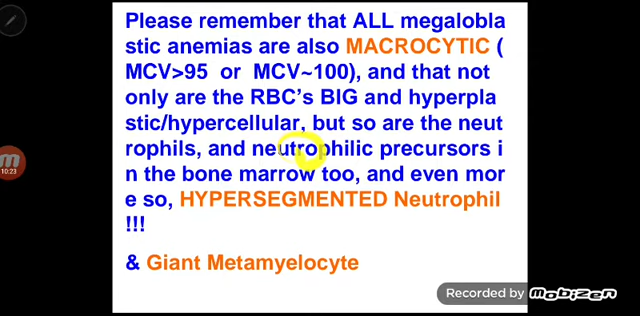 Please remember that ALL megalobla
stic anemias are also MACROCYTIC (
MCV>95 or MCV~100), and that not
only are the RBC's BIG and hyperpla
stic/hypercellular, but so are the neut
rophils, and neutrophilic precursors i
n the bone marrow too, and even mor
e so, HYPERSEGMENTED Neutrophil
!!!
& Giant Metamyelocyte
10:23
Recorded by Mobizen